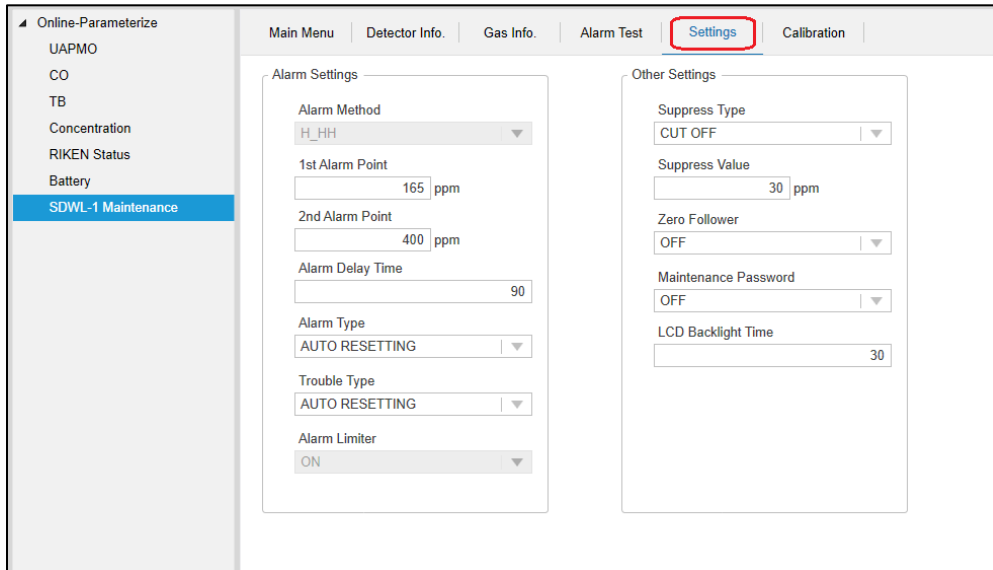 Online-Parameterize
UAPMO
CO
TB
Concentration
RIKEN Status
Battery
SDWL-1 Maintenance
Main Menu
Detector Info.
Gas Info.
Alarm Test
Settings
Calibration
Alarm Settings
Alarm Method
H_HH
1st Alarm Point
165 ppm
2nd Alarm Point
400 ppm
Alarm Delay Time
90
Alarm Type
AUTO RESETTING
Trouble Type
AUTO RESETTING
Alarm Limiter
ON
Other Settings
Suppress Type
CUT OFF
Suppress Value
30 ppm
Zero Follower
OFF
Maintenance Password
OFF
LCD Backlight Time
30